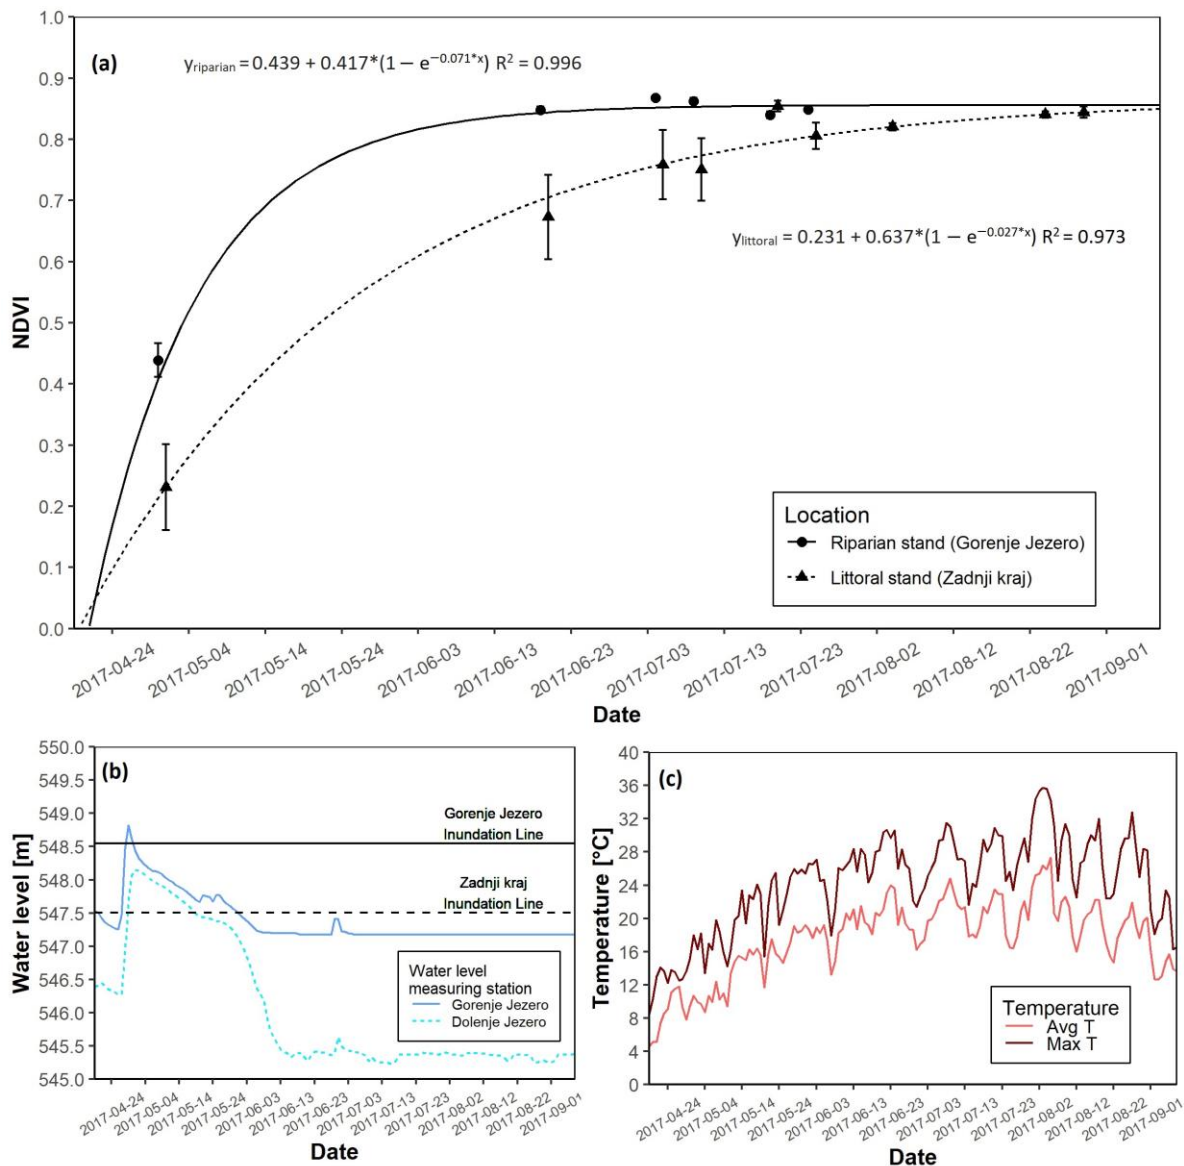 (a)
y_riparian = 0.439 + 0.417*(1 − e^−0.071*x) R² = 0.996
y_littoral = 0.231 + 0.637*(1 − e^−0.027*x) R² = 0.973
NDVI
1.0
0.9
0.8
0.7
0.6
0.5
0.4
0.3
0.2
0.1
0.0
Location
Riparian stand (Gorenje Jezero)
Littoral stand (Zadnji kraj)
2017-04-24 2017-05-04 2017-05-14 2017-05-24 2017-06-03 2017-06-13 2017-06-23 2017-07-03 2017-07-13 2017-07-23 2017-08-02 2017-08-12 2017-08-22 2017-09-01
Date
(b)
Water level [m]
550.0
549.5
549.0
548.5
548.0
547.5
547.0
546.5
546.0
545.5
545.0
Gorenje Jezero
Inundation Line
Zadnji kraj
Inundation Line
Water level
measuring station
Gorenje Jezero
Dolenje Jezero
2017-04-24 2017-05-04 2017-05-14 2017-05-24 2017-06-03 2017-06-13 2017-06-23 2017-07-03 2017-07-13 2017-07-23 2017-08-02 2017-08-12 2017-08-22 2017-09-01
Date
(c)
Temperature [°C]
40
36
32
28
24
20
16
12
8
4
0
Temperature
Avg T
Max T
2017-04-24 2017-05-04 2017-05-14 2017-05-24 2017-06-03 2017-06-13 2017-06-23 2017-07-03 2017-07-13 2017-07-23 2017-08-02 2017-08-12 2017-08-22 2017-09-01
Date